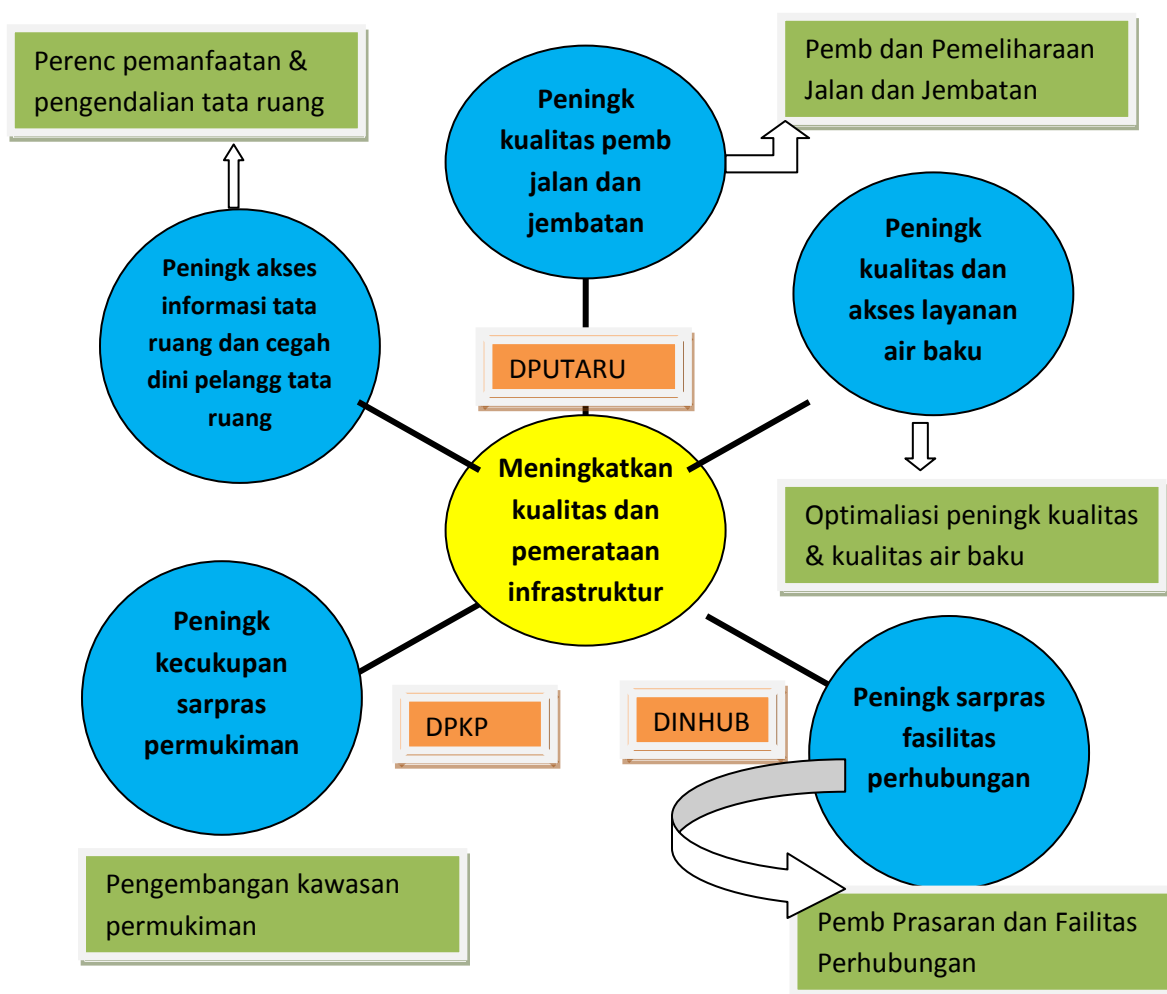 Perenc pemanfaatan &
pengendalian tata ruang
Peningk
kualitas pemb
jalan dan
jembatan
Pemb dan Pemeliharaan
Jalan dan Jembatan
Peningk akses
informasi tata
ruang dan cegah
dini pelangg tata
ruang
Peningk
kualitas dan
akses layanan
air baku
DPUTARU
Meningkatkan
kualitas dan
pemerataan
infrastruktur
Optimaliasi peningk kualitas
& kualitas air baku
Peningk
kecukupan
sarpras
permukiman
DPKP
DINHUB
Peningk sarpras
fasilitas
perhubungan
Pengembangan kawasan
permukiman
Pemb Prasaran dan Failitas
Perhubungan